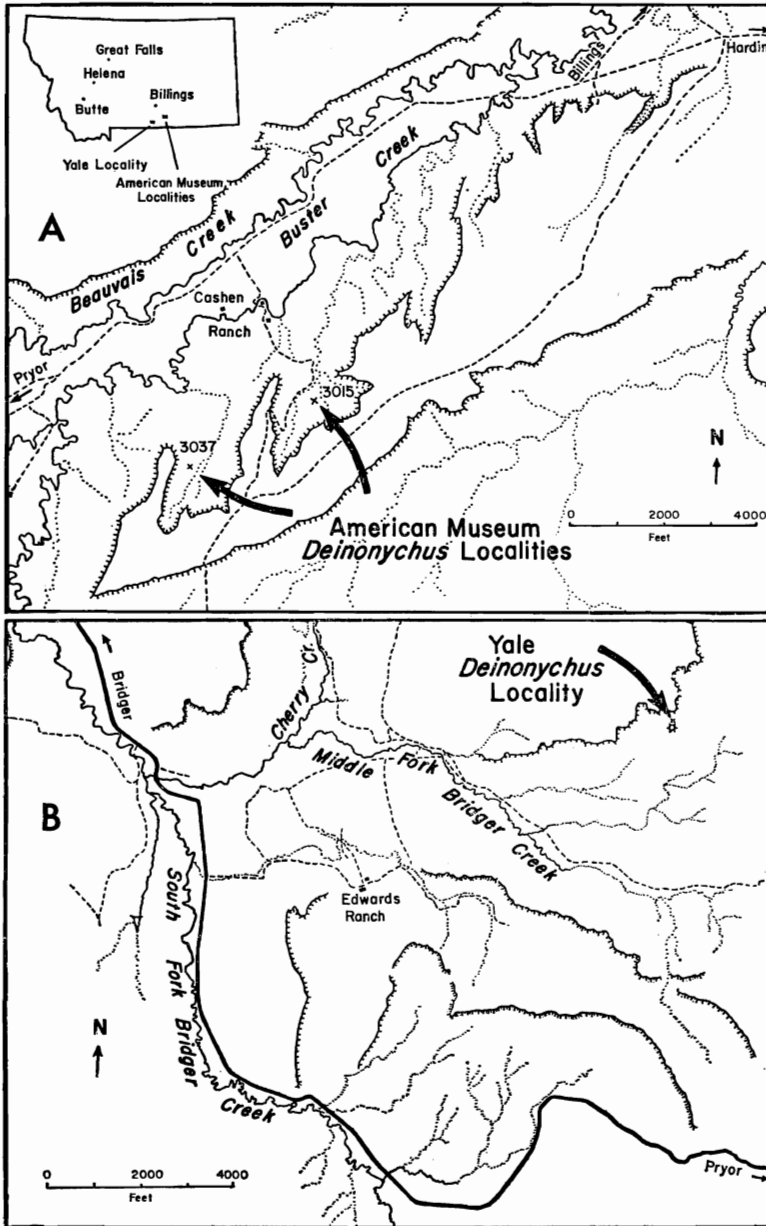 Great Falls
Helena
Butte
Billings
Yale Locality
American Museum
Localities
Billings
Hardin
A
Beauvais Creek
Buster Creek
Cashen
Ranch
Pryor
3015
3037
N
American Museum
Deinonychus Localities
0 2000 4000
Feet
Bridger
Cherry Cr.
Yale
Deinonychus
Locality
Middle Fork Bridger Creek
B
South Fork Bridger Creek
Edwards
Ranch
N
0 2000 4000
Feet
Pryor